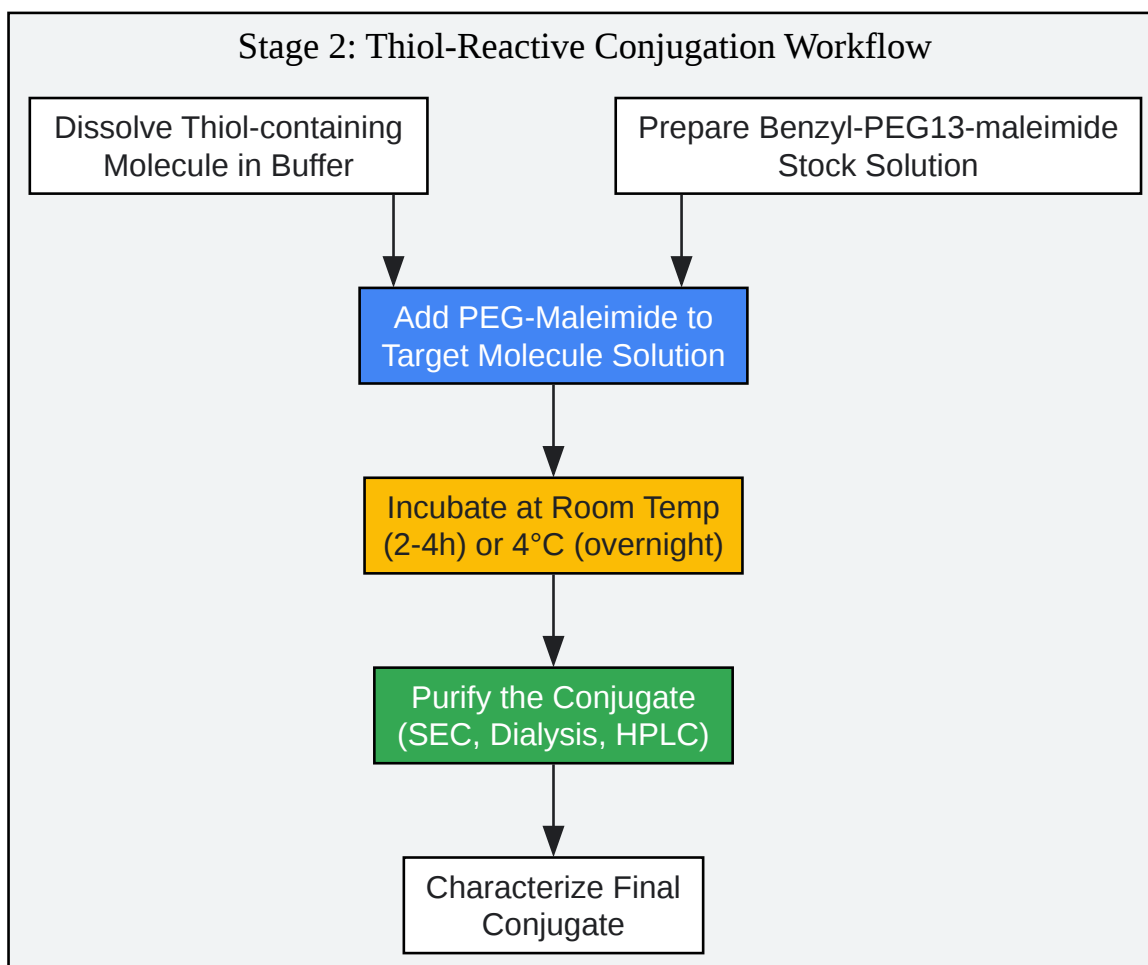 Stage 2: Thiol-Reactive Conjugation Workflow
Dissolve Thiol-containing
Molecule in Buffer
Prepare Benzyl-PEG13-maleimide
Stock Solution
Add PEG-Maleimide to
Target Molecule Solution
Incubate at Room Temp
(2-4h) or 4°C (overnight)
Purify the Conjugate
(SEC, Dialysis, HPLC)
Characterize Final
Conjugate